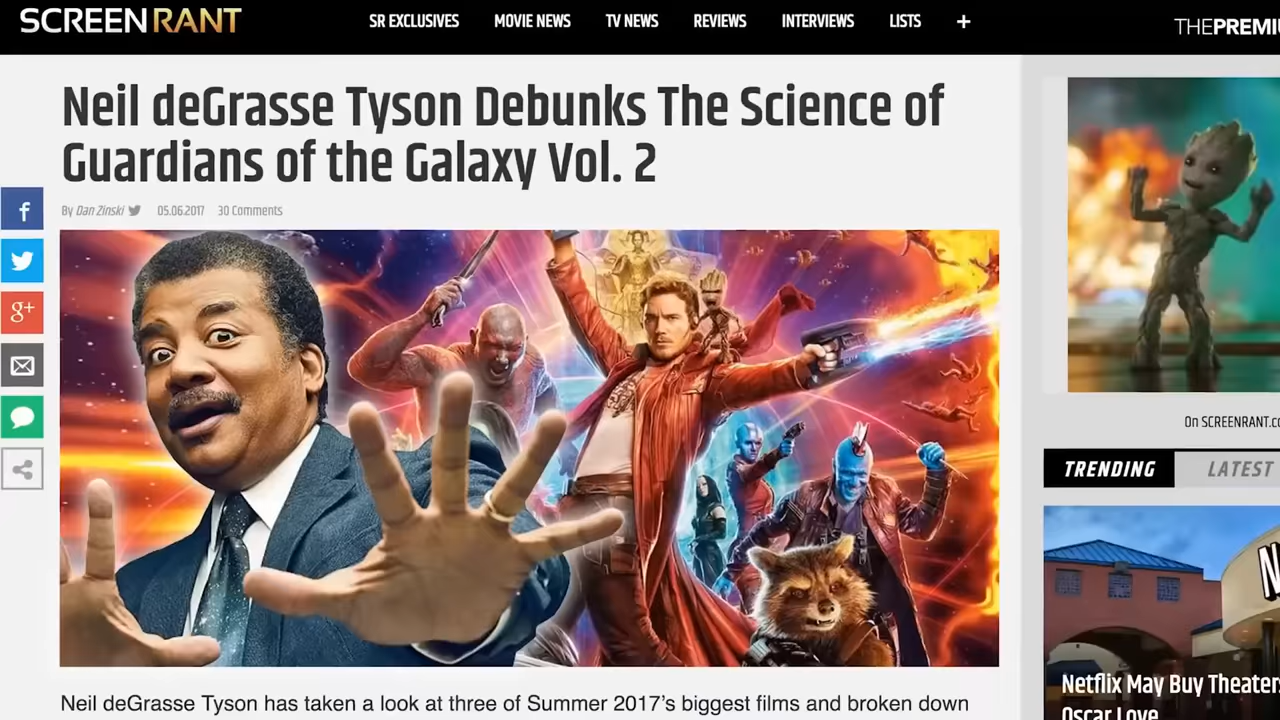 SCREENRANT
SR EXCLUSIVES MOVIE NEWS TV NEWS REVIEWS INTERVIEWS LISTS +
THEPREMI
Neil deGrasse Tyson Debunks The Science of
Guardians of the Galaxy Vol. 2
By Dan Zinski 05.06.2017 30 Comments
f
g+
On SCREENRANT.co
TRENDING LATEST
N
Netflix May Buy Theaters
Oscar Love
Neil deGrasse Tyson has taken a look at three of Summer 2017's biggest films and broken down